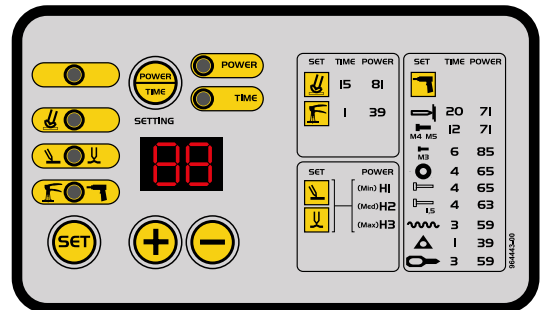 POWER
TIME
POWER
TIME
SETTING
88
SET
SET TIME POWER
15 81
1 39
SET POWER
(Min) H1
(Med) H2
(Max) H3
SET TIME POWER
20 71
M4 M5 12 71
M3 6 85
4 65
4 65
1,5 4 63
3 59
1 39
3 59
964443-00